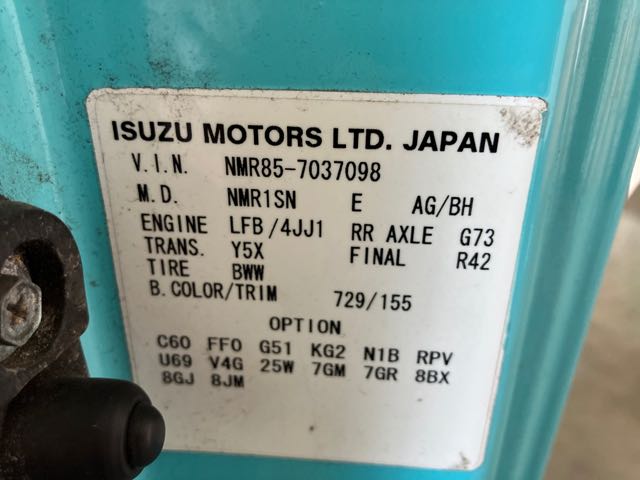 ISUZU MOTORS LTD. JAPAN
V.I.N. NMR85-7037098
M.D. NMR1SN E AG/BH
ENGINE LFB/4JJ1 RR AXLE G73
TRANS. Y5X FINAL R42
TIRE BWW
B.COLOR/TRIM 729/155
OPTION
C60 FF0 G51 KG2 N1B RPV
U69 V4G 25W 7GM 7GR 8BX
8GJ 8JM